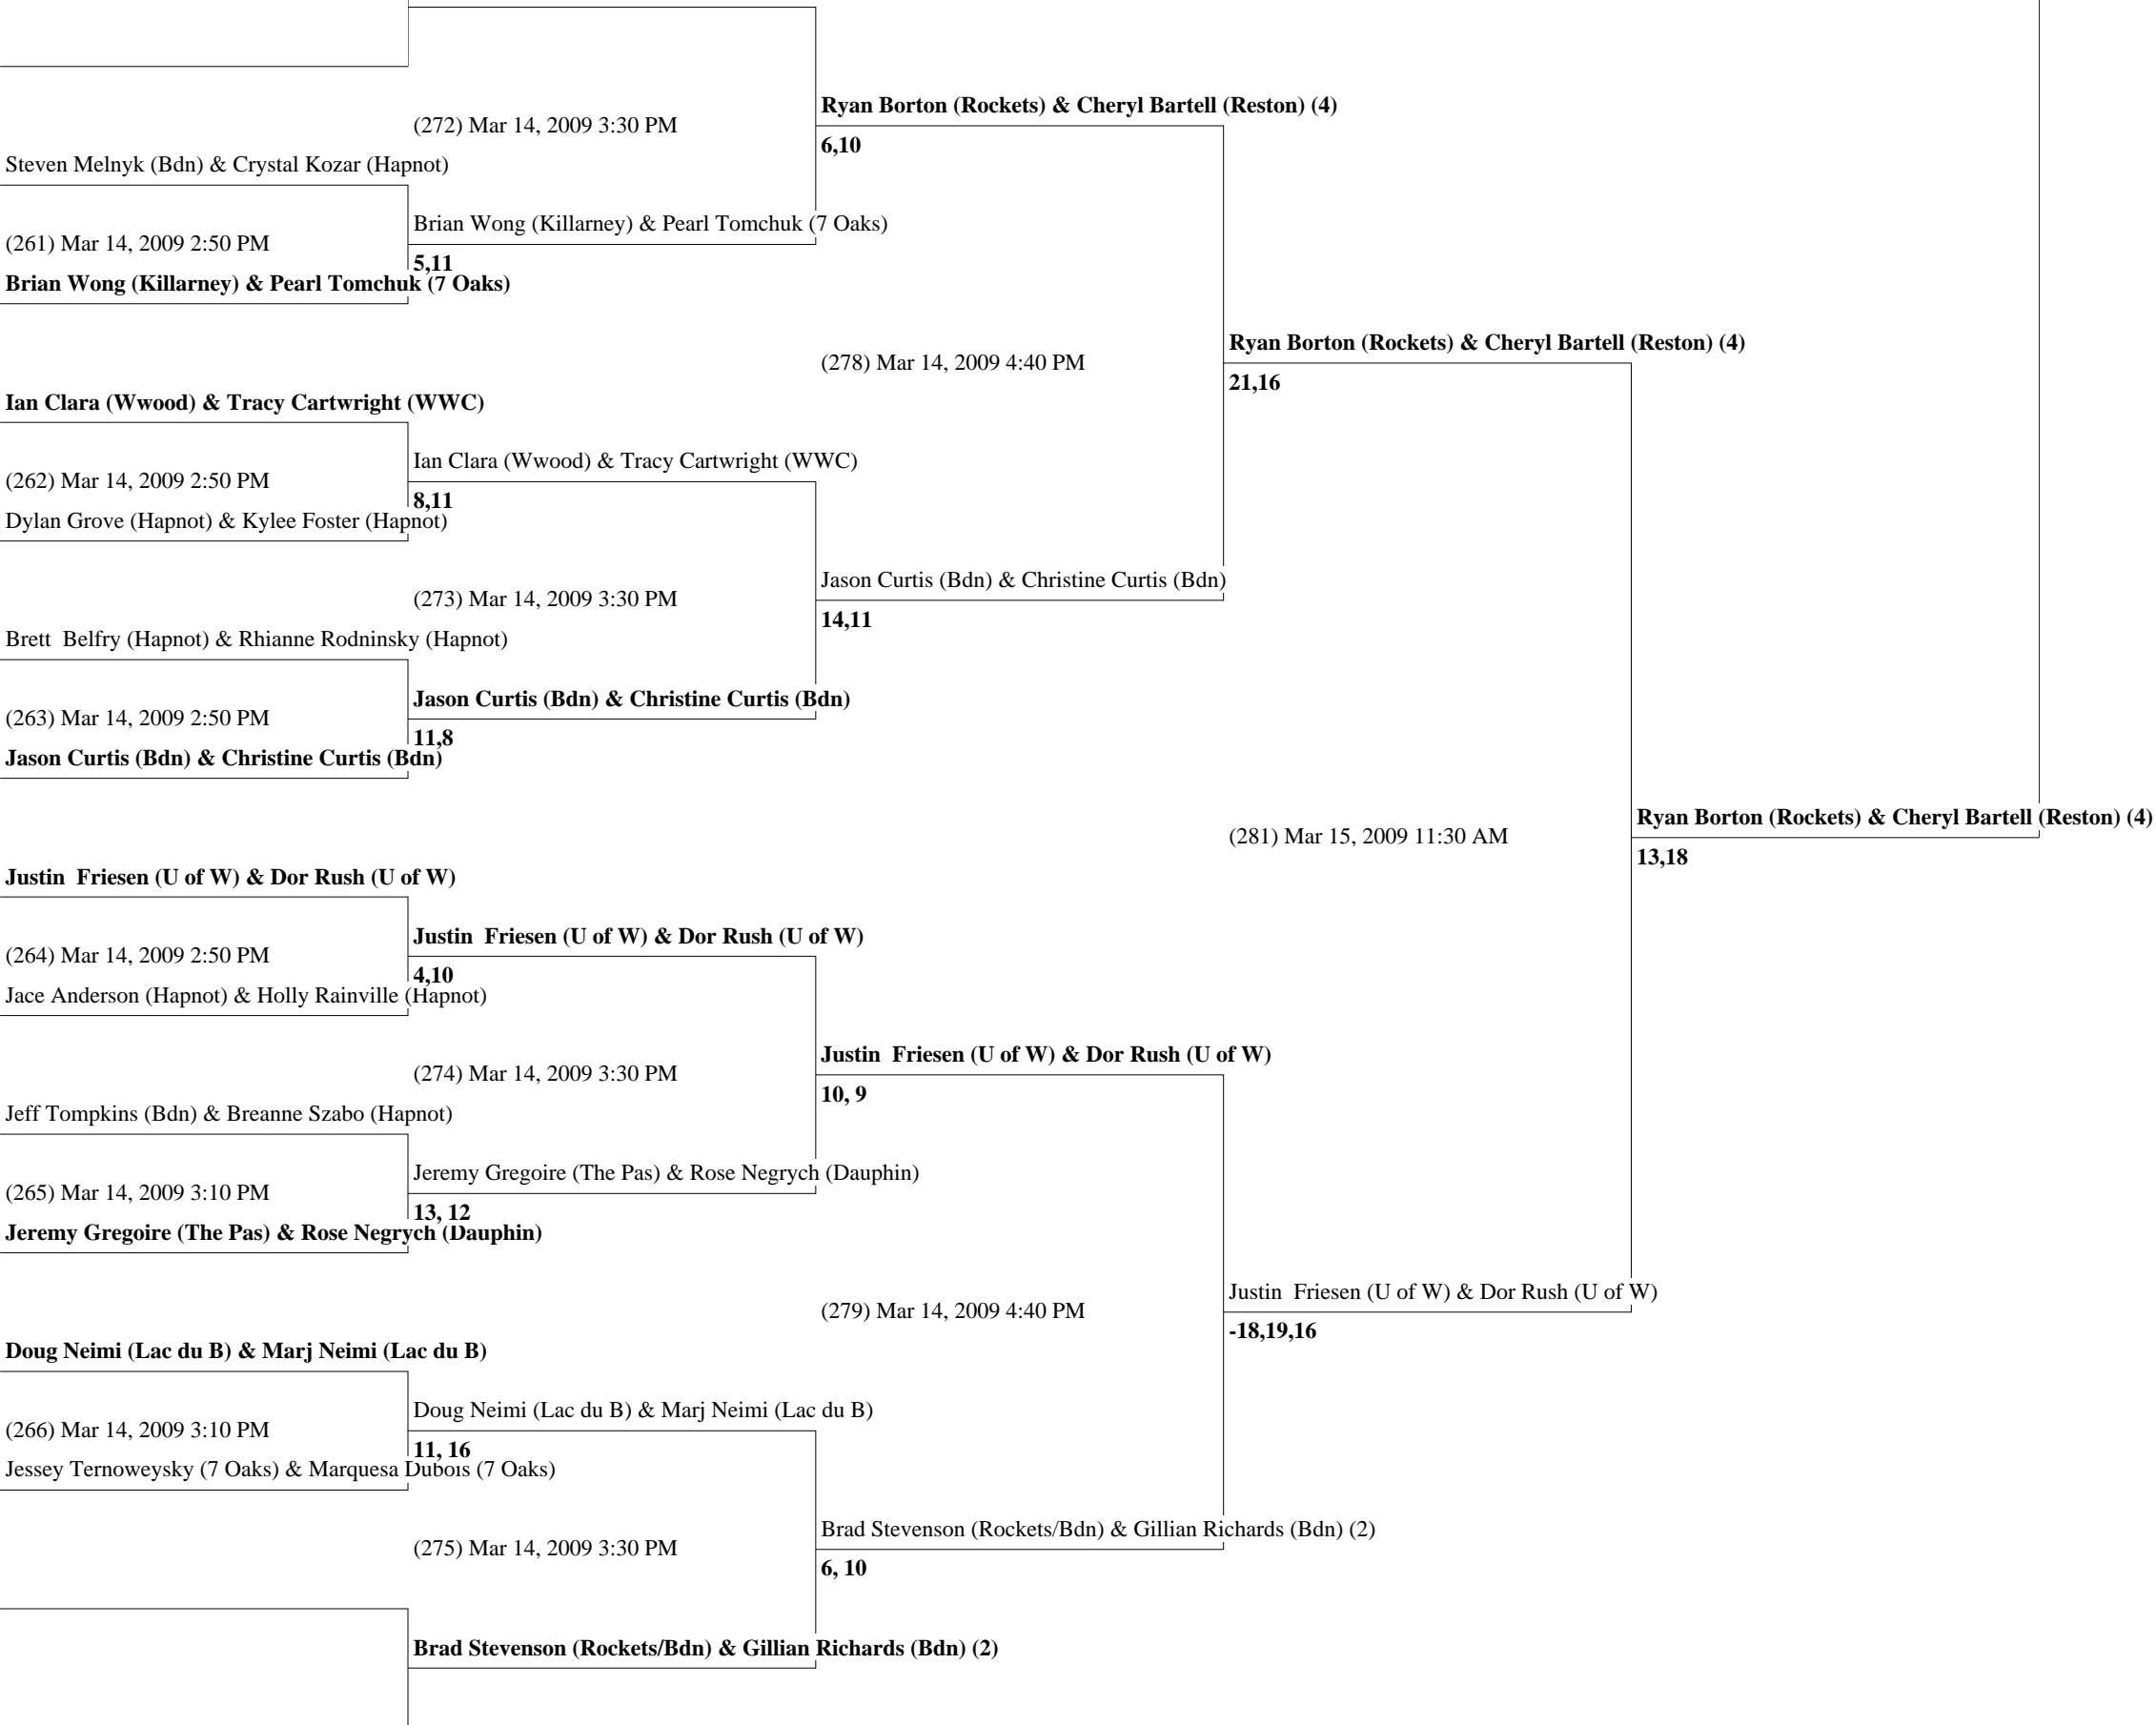 Ryan Borton (Rockets) & Cheryl Bartell (Reston) (4)
(272) Mar 14, 2009 3:30 PM
6,10
Steven Melnyk (Bdn) & Crystal Kozar (Hapnot)
Brian Wong (Killarney) & Pearl Tomchuk (7 Oaks)
(261) Mar 14, 2009 2:50 PM
5,11
Brian Wong (Killarney) & Pearl Tomchuk (7 Oaks)
Ryan Borton (Rockets) & Cheryl Bartell (Reston) (4)
(278) Mar 14, 2009 4:40 PM
21,16
Ian Clara (Wwood) & Tracy Cartwright (WWC)
Ian Clara (Wwood) & Tracy Cartwright (WWC)
(262) Mar 14, 2009 2:50 PM
8,11
Dylan Grove (Hapnot) & Kylee Foster (Hapnot)
Jason Curtis (Bdn) & Christine Curtis (Bdn)
(273) Mar 14, 2009 3:30 PM
14,11
Brett  Belfry (Hapnot) & Rhianne Rodninsky (Hapnot)
Jason Curtis (Bdn) & Christine Curtis (Bdn)
(263) Mar 14, 2009 2:50 PM
11,8
Jason Curtis (Bdn) & Christine Curtis (Bdn)
Ryan Borton (Rockets) & Cheryl Bartell (Reston) (4)
(281) Mar 15, 2009 11:30 AM
13,18
Justin  Friesen (U of W) & Dor Rush (U of W)
Justin  Friesen (U of W) & Dor Rush (U of W)
(264) Mar 14, 2009 2:50 PM
4,10
Jace Anderson (Hapnot) & Holly Rainville (Hapnot)
Justin  Friesen (U of W) & Dor Rush (U of W)
(274) Mar 14, 2009 3:30 PM
10, 9
Jeff Tompkins (Bdn) & Breanne Szabo (Hapnot)
Jeremy Gregoire (The Pas) & Rose Negrych (Dauphin)
(265) Mar 14, 2009 3:10 PM
13, 12
Jeremy Gregoire (The Pas) & Rose Negrych (Dauphin)
Justin  Friesen (U of W) & Dor Rush (U of W)
(279) Mar 14, 2009 4:40 PM
-18,19,16
Doug Neimi (Lac du B) & Marj Neimi (Lac du B)
Doug Neimi (Lac du B) & Marj Neimi (Lac du B)
(266) Mar 14, 2009 3:10 PM
11, 16
Jessey Ternoweysky (7 Oaks) & Marquesa Dubois (7 Oaks)
Brad Stevenson (Rockets/Bdn) & Gillian Richards (Bdn) (2)
(275) Mar 14, 2009 3:30 PM
6, 10
Brad Stevenson (Rockets/Bdn) & Gillian Richards (Bdn) (2)